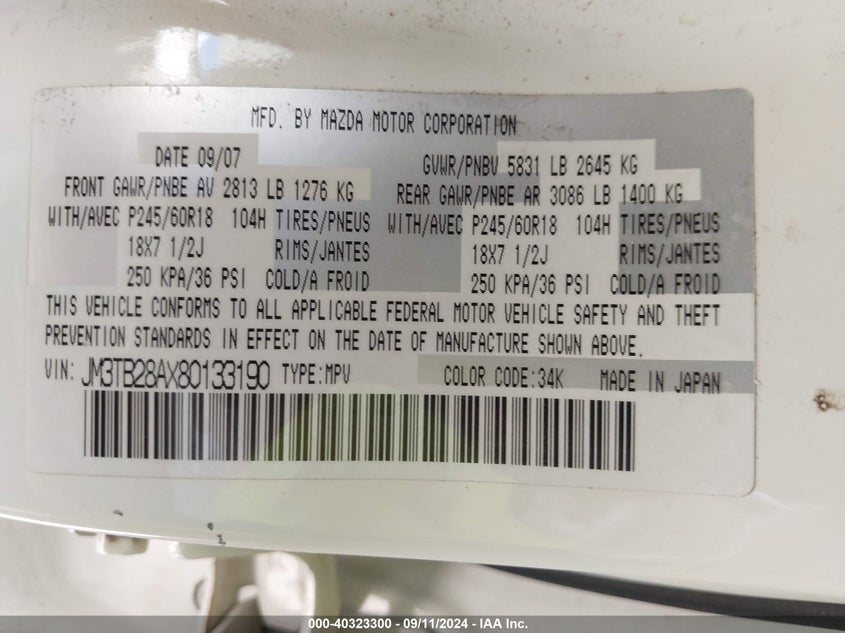 MFD. BY MAZDA MOTOR CORPORATION
DATE 09/07 GVWR/PNBV 5831 LB 2645 KG
FRONT GAWR/PNBE AV 2813 LB 1276 KG REAR GAWR/PNBE AR 3086 LB 1400 KG
WITH/AVEC P245/60R18 104H TIRES/PNEUS WITH/AVEC P245/60R18 104H TIRES/PNEUS
18X7 1/2J RIMS/JANTES 18X7 1/2J RIMS/JANTES
250 KPA/36 PSI COLD/A FROID 250 KPA/36 PSI COLD/A FROID
THIS VEHICLE CONFORMS TO ALL APPLICABLE FEDERAL MOTOR VEHICLE SAFETY AND THEFT
PREVENTION STANDARDS IN EFFECT ON THE DATE OF MANUFACTURE SHOWN ABOVE.
VIN: JM3TB28AX80133190 TYPE:MPV COLOR CODE:34K MADE IN JAPAN
000-40323300 - 09/11/2024 - IAA Inc.